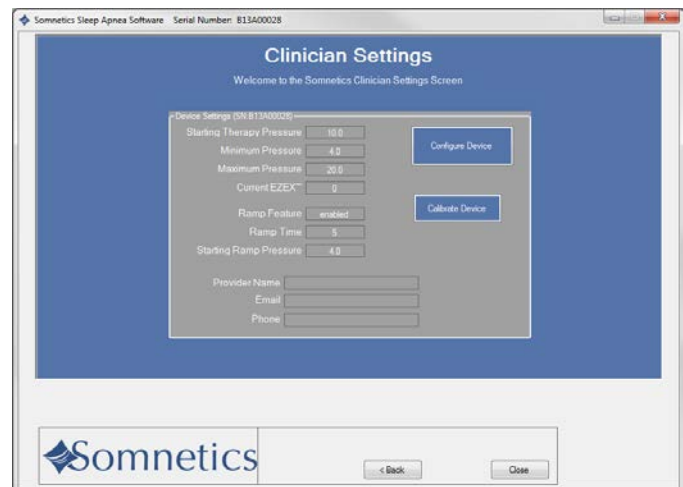 Somnetics Sleep Apnea Software Serial Number: B13A00028
Clinician Settings
Welcome to the Somnetics Clinician Settings Screen
Device Settings (SN:B13A00028)
Starting Therapy Pressure 10.0
Minimum Pressure 4.0
Maximum Pressure 20.0
Current EZEX™ 0
Configure Device
Ramp Feature enabled
Ramp Time 5
Starting Ramp Pressure 4.0
Calibrate Device
Provider Name
Email
Phone
Somnetics
< Back
Close